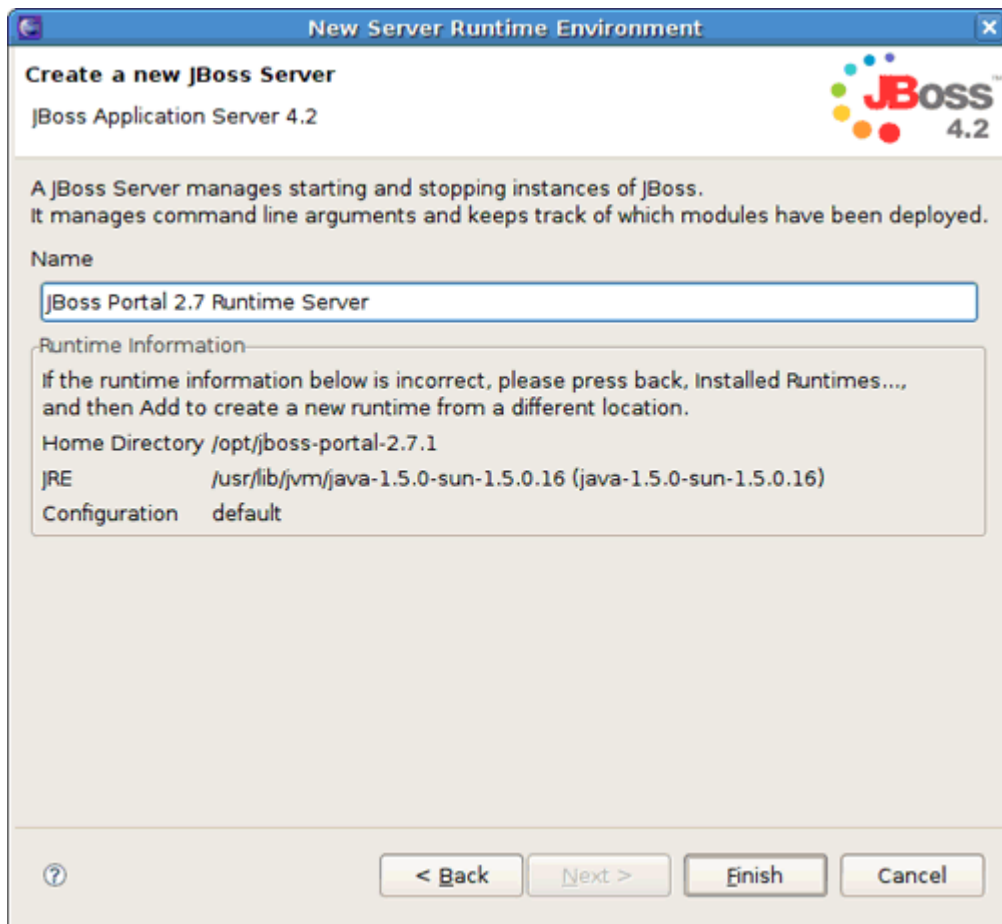 New Server Runtime Environment
Create a new JBoss Server
JBoss Application Server 4.2
JBoss™
4.2
A JBoss Server manages starting and stopping instances of JBoss.
It manages command line arguments and keeps track of which modules have been deployed.
Name
JBoss Portal 2.7 Runtime Server
Runtime Information
If the runtime information below is incorrect, please press back, Installed Runtimes...,
and then Add to create a new runtime from a different location.
Home Directory /opt/jboss-portal-2.7.1
JRE /usr/lib/jvm/java-1.5.0-sun-1.5.0.16 (java-1.5.0-sun-1.5.0.16)
Configuration default
? < Back Next > Finish Cancel